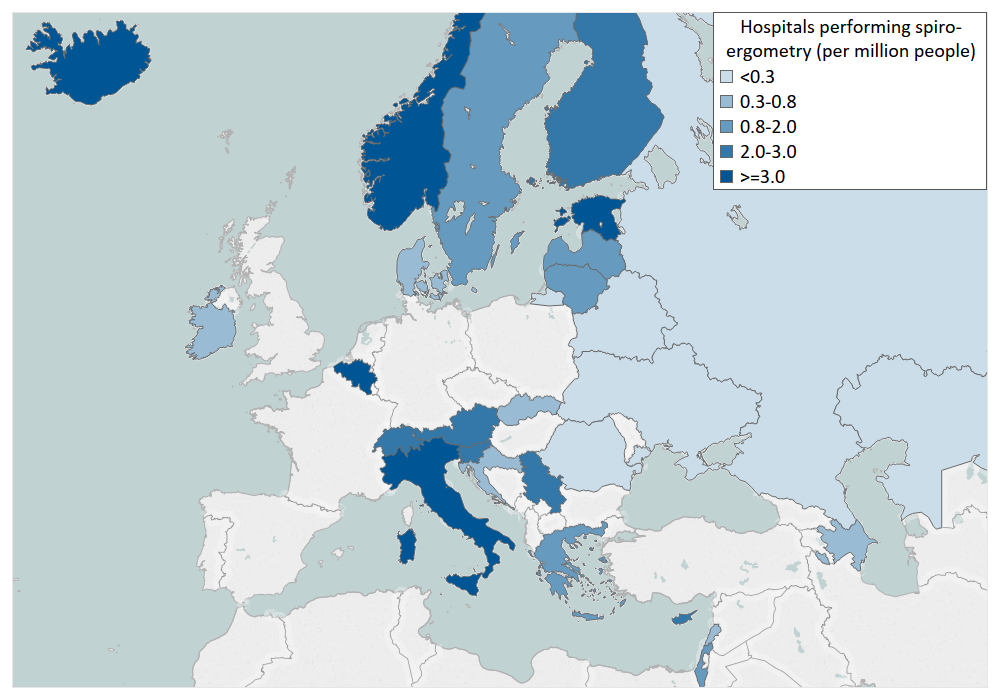 Hospitals performing spiro-
ergometry (per million people)
<0.3
0.3-0.8
0.8-2.0
2.0-3.0
>=3.0